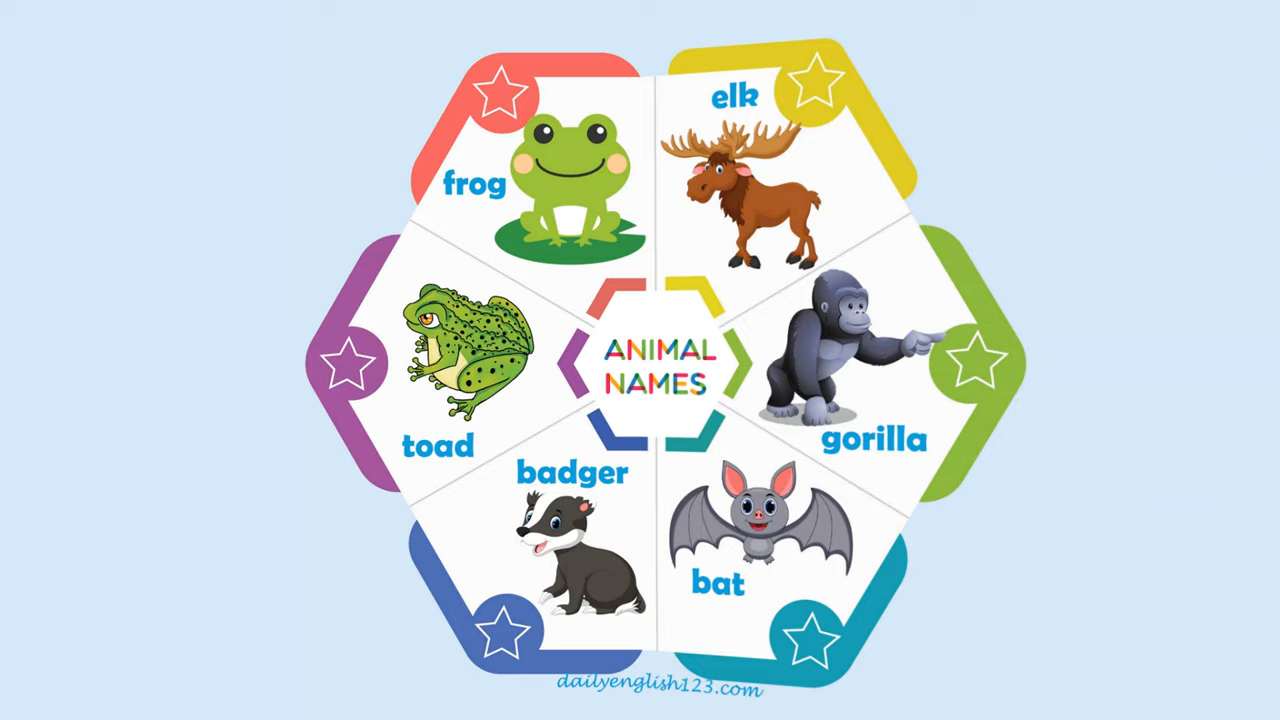 elk
frog
gorilla
bat
badger
toad
ANIMAL
NAMES
dailyenglish123.com